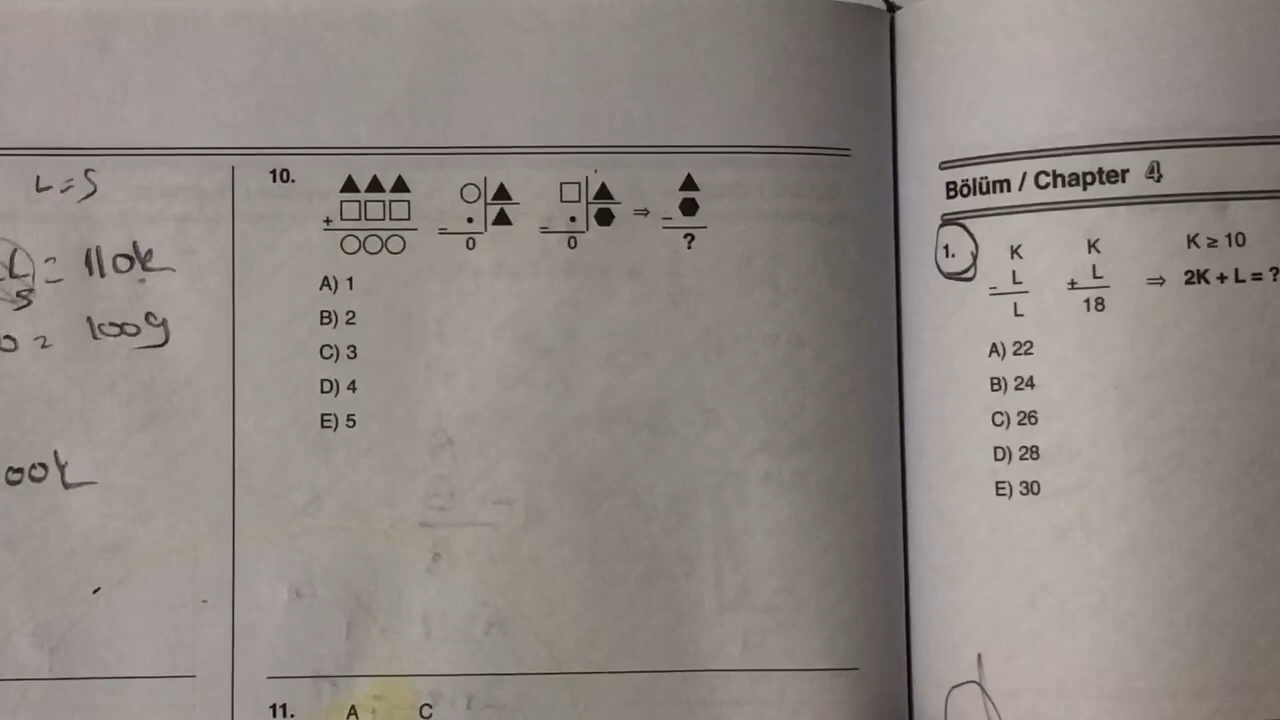 L=S
110k
100g
00k
10.
▲▲▲ ○ ▲ □ ▲ ▲
+ □□□ - • ▲ - • ⬢ ⇒ - ⬢
○○○ 0 0 ?
A) 1
B) 2
C) 3
D) 4
E) 5
11. A C
Bölüm / Chapter 4
1. K K K ≥ 10
- L + L ⇒ 2K + L = ?
L 18
A) 22
B) 24
C) 26
D) 28
E) 30